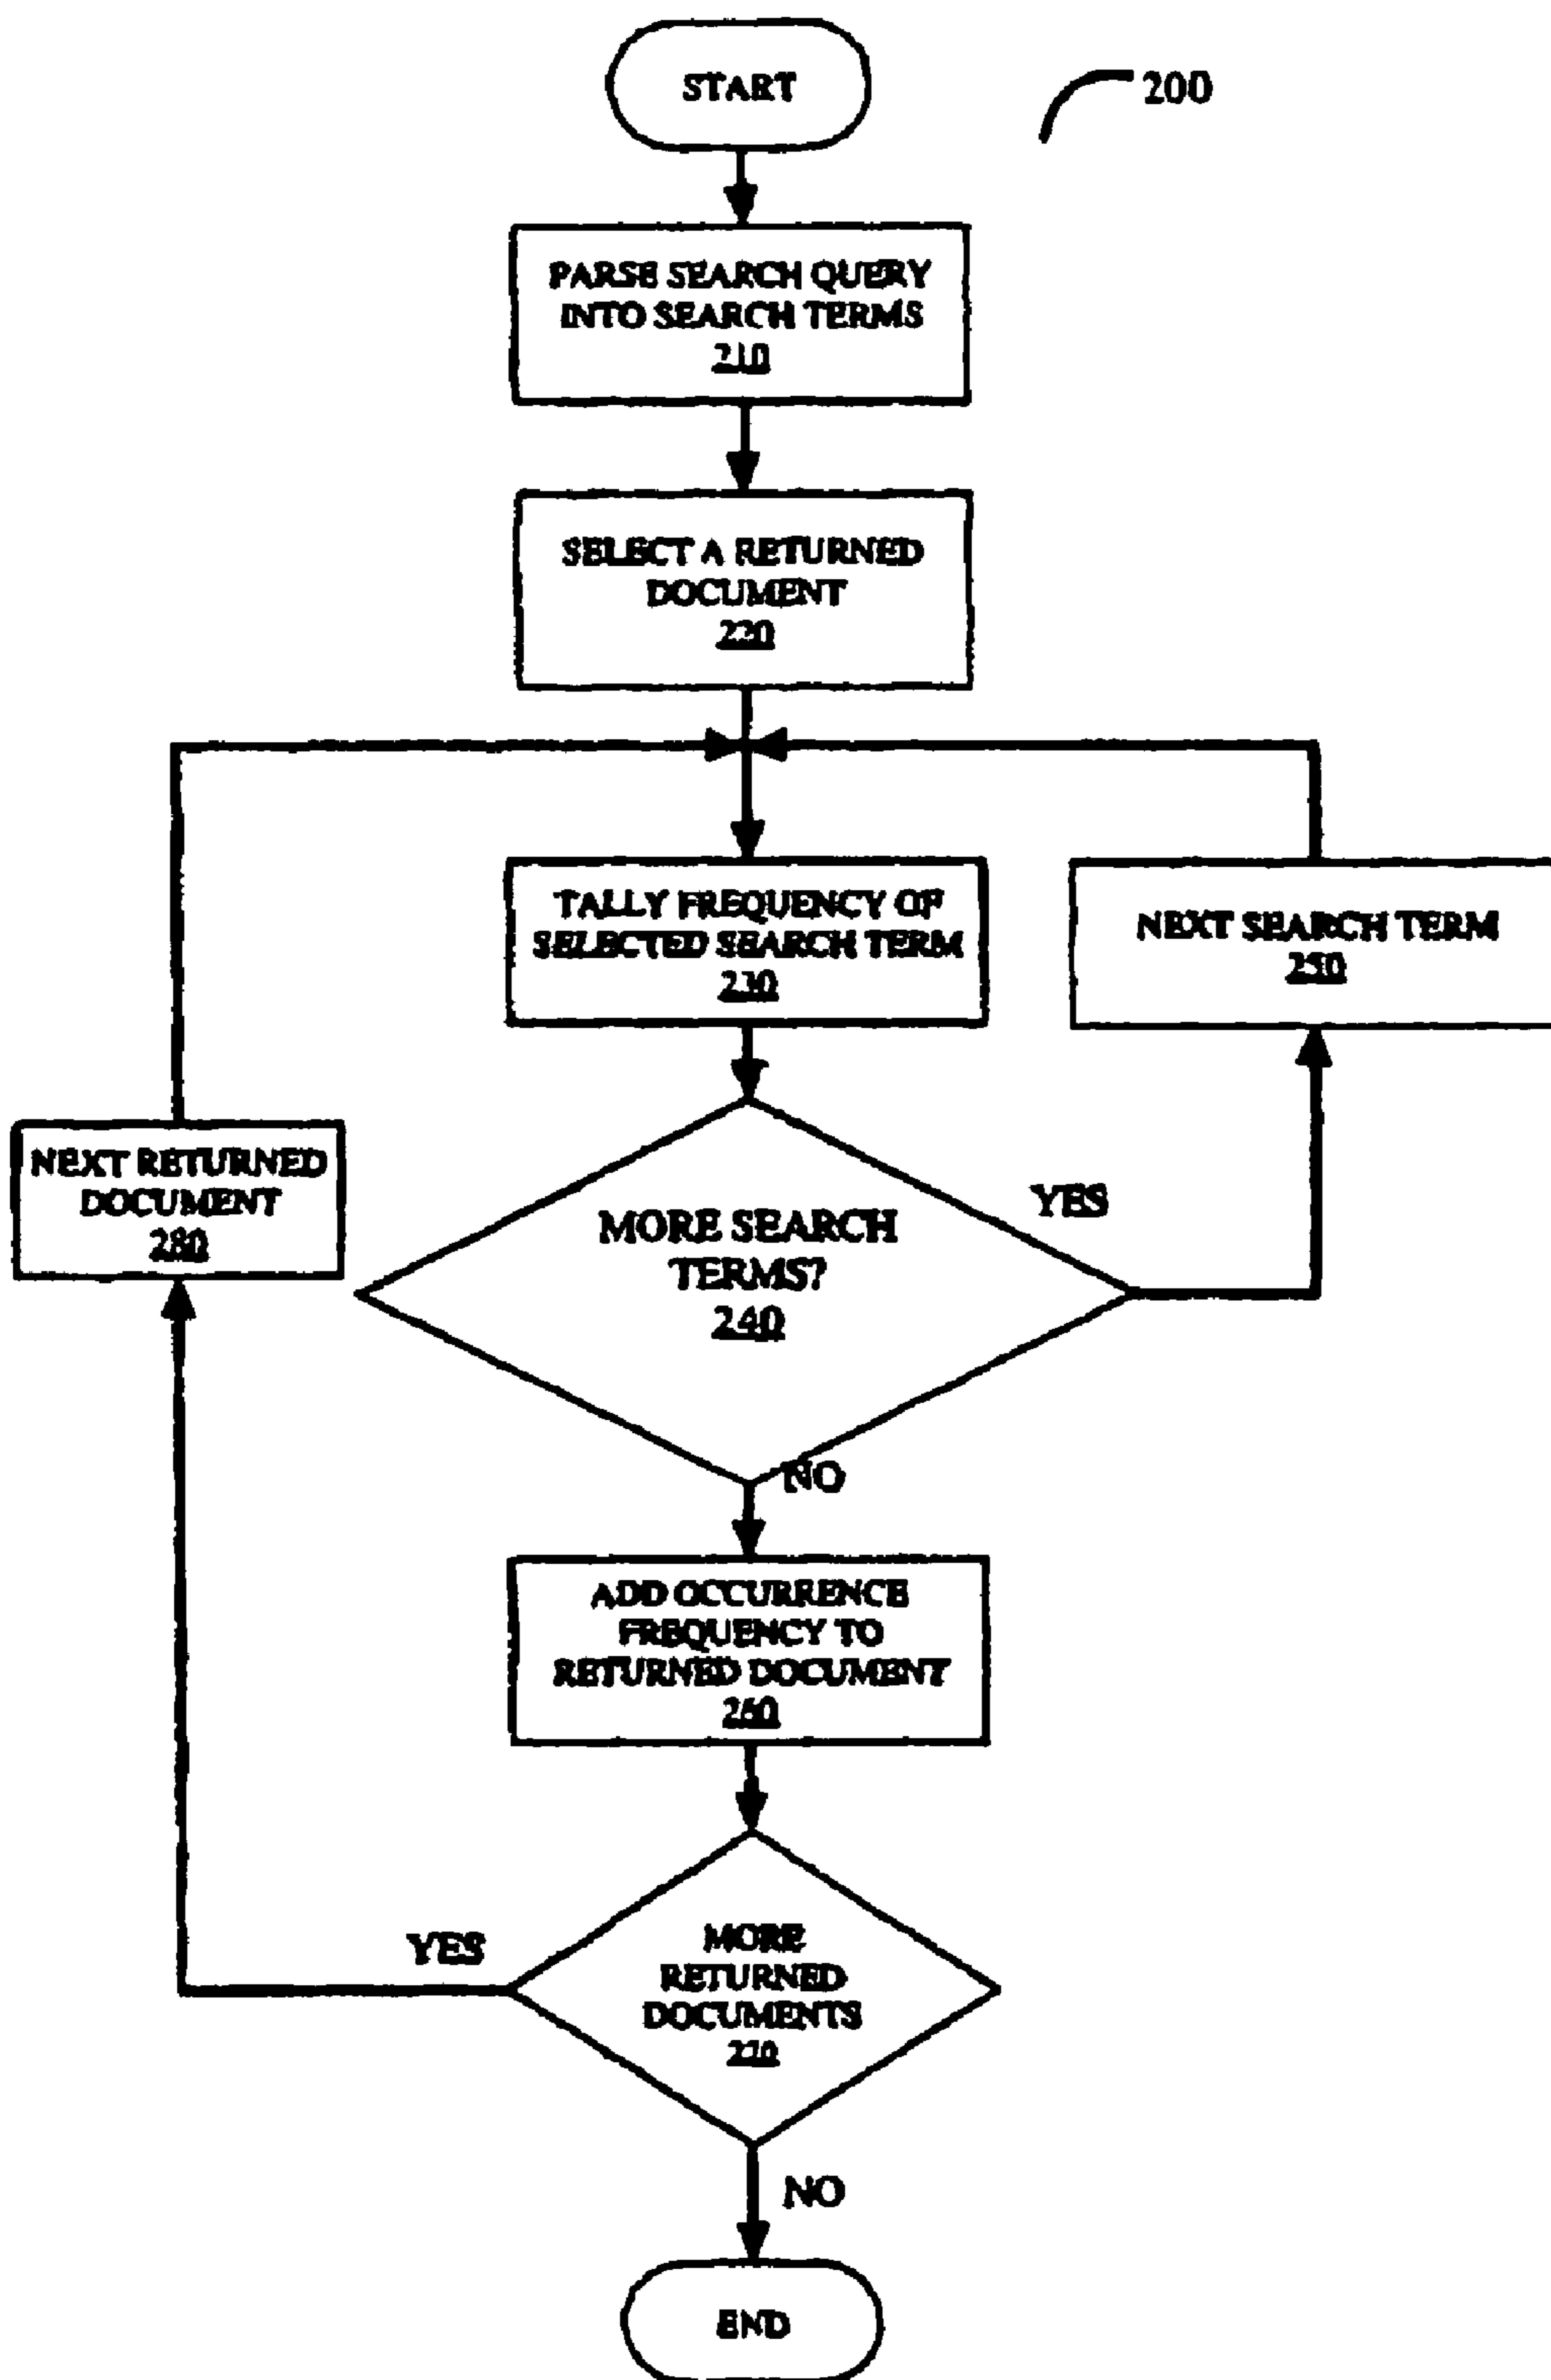 START
200
PARSE SEARCH QUERY
INTO SEARCH TERMS
210
SELECT A RETURNED
DOCUMENT
220
TALLY FREQUENCY OF
SELECTED SEARCH TERM
230
NEXT SEARCH TERM
250
NEXT RETURNED
DOCUMENT
280
MORE SEARCH
TERMS?
240
YES
NO
ADD OCCURRENCE
FREQUENCY TO
RETURNED DOCUMENT
260
YES
MORE
RETURNED
DOCUMENTS
270
NO
END